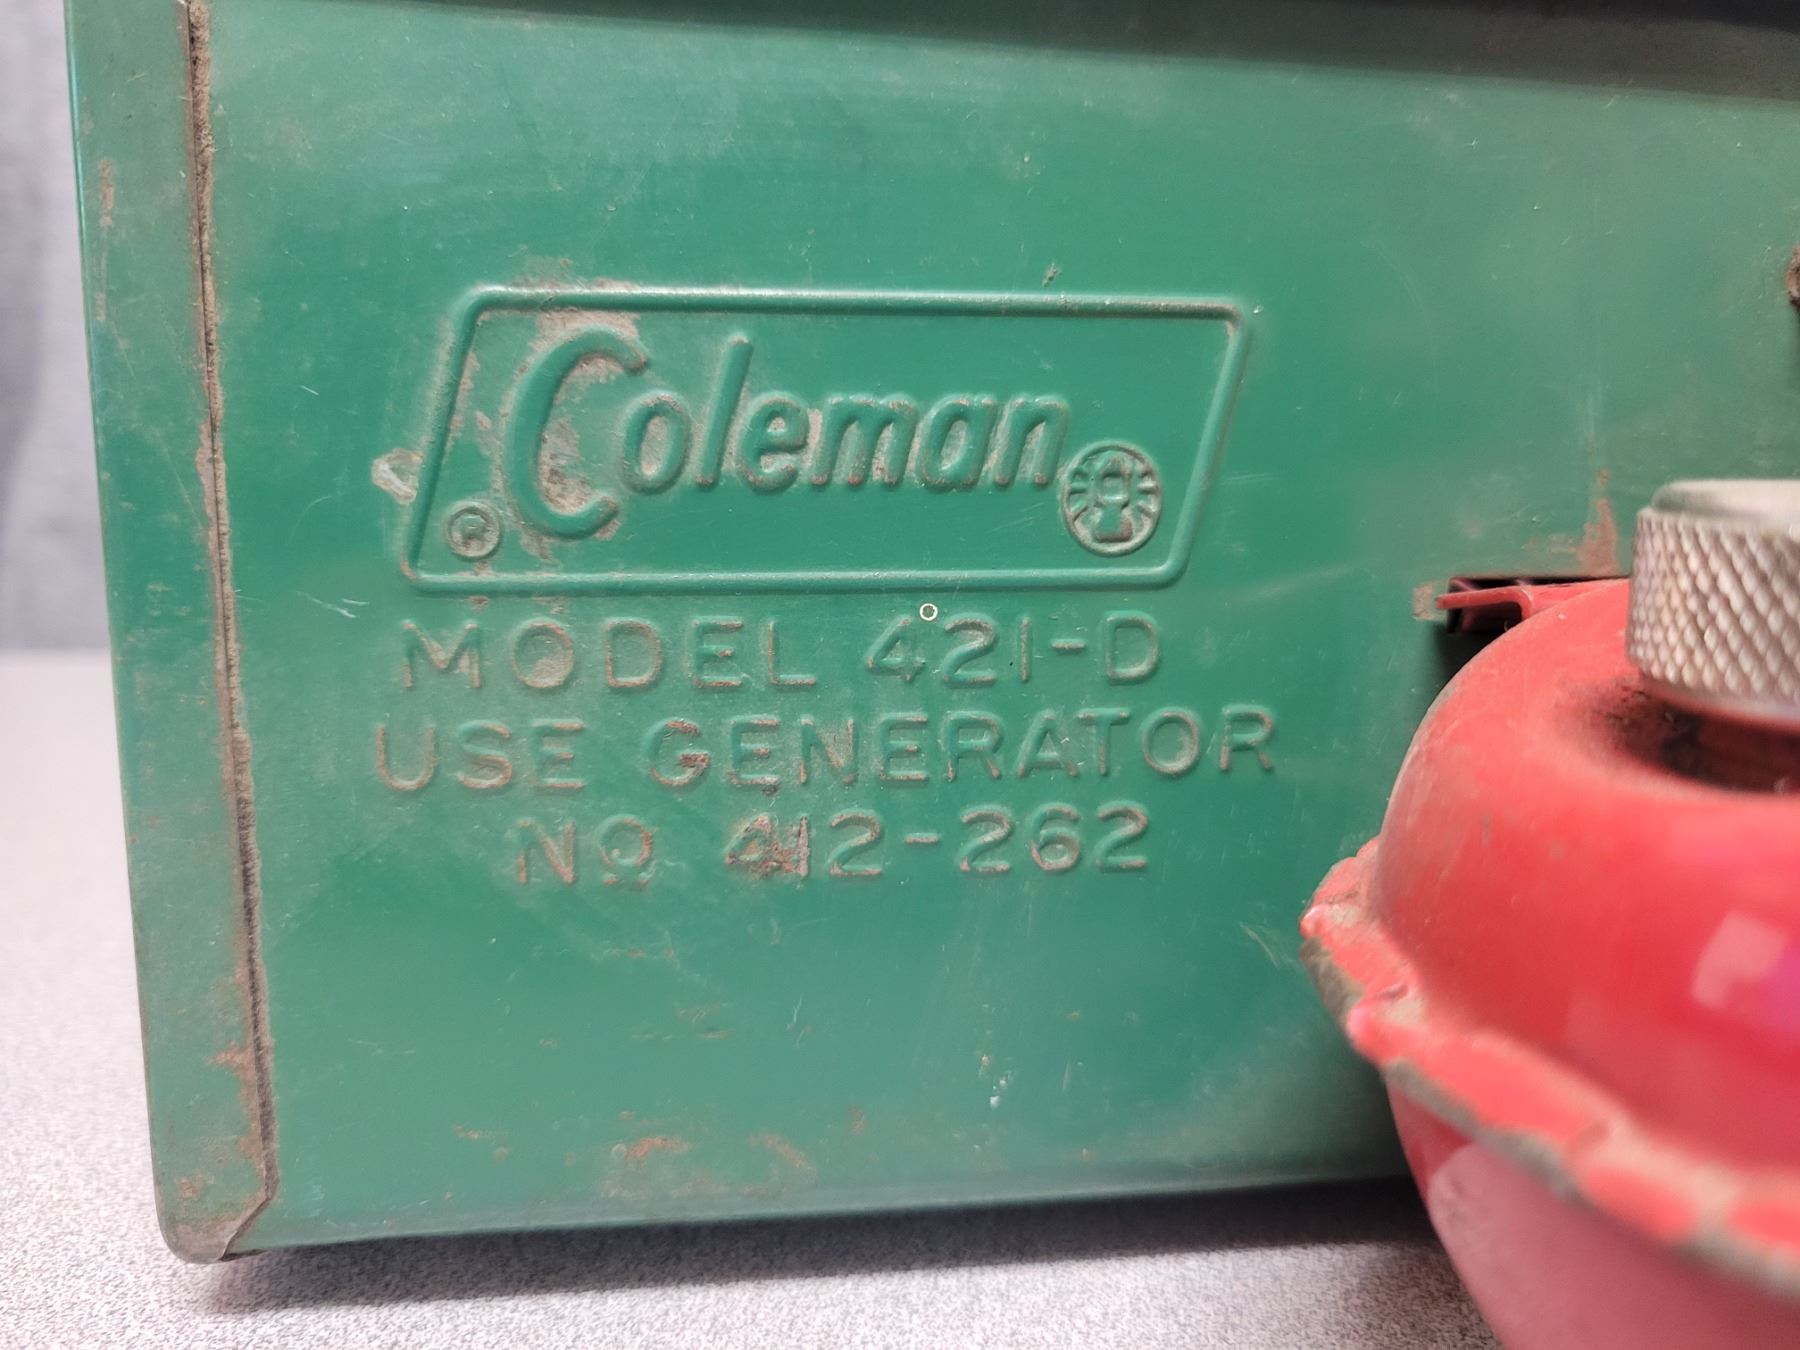 Coleman
®
MODEL 421-D
USE GENERATOR
NO 412-262